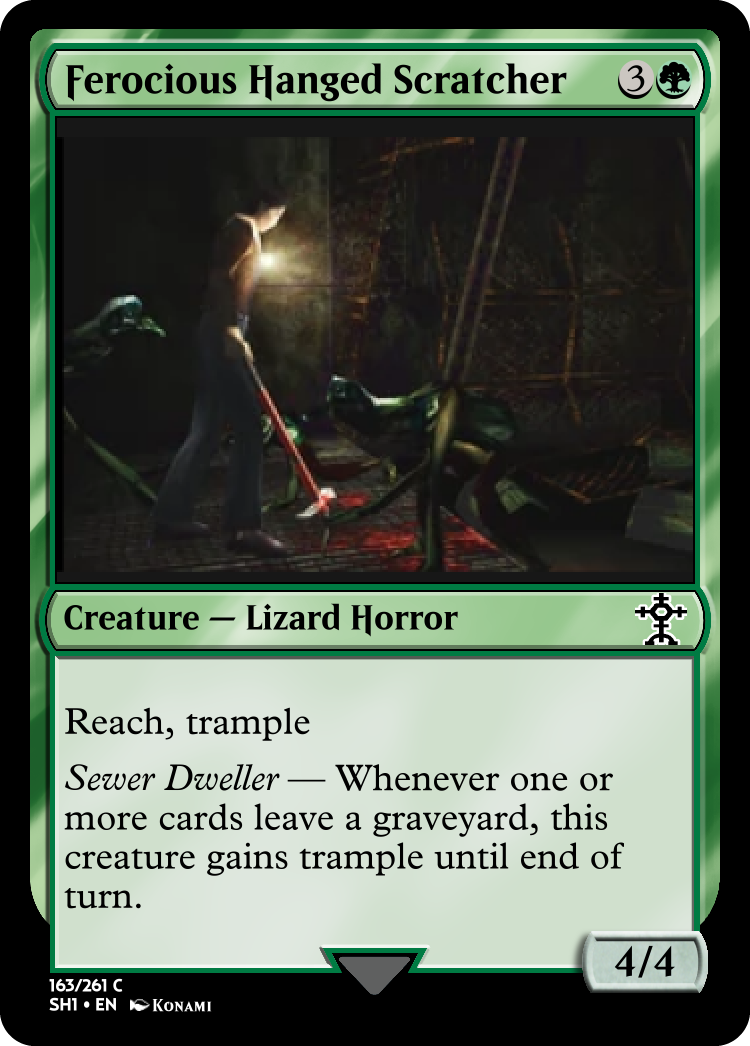 Ferocious Hanged Scratcher 3
Creature — Lizard Horror
Reach, trample
Sewer Dweller — Whenever one or
more cards leave a graveyard, this
creature gains trample until end of
turn.
4/4
163/261 C
SH1 • EN KONAMI